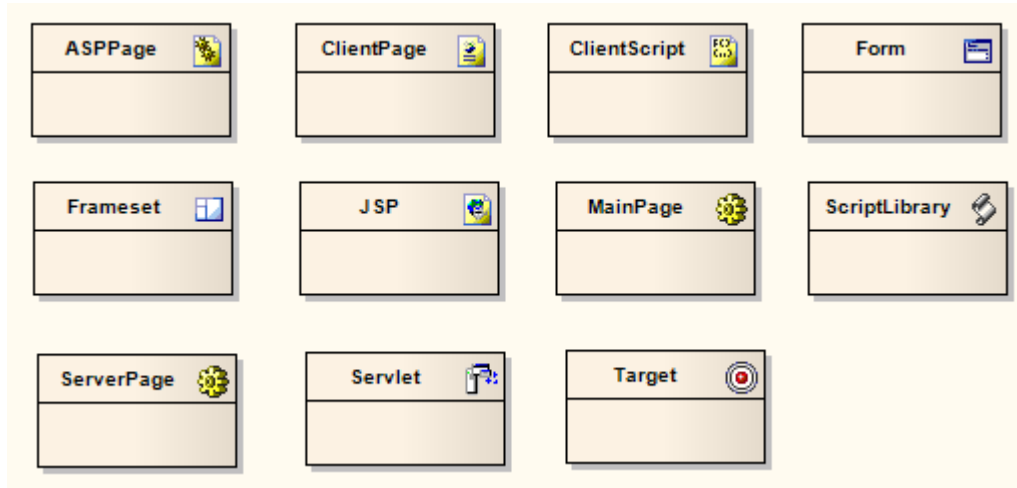 ASPPage
ClientPage
ClientScript
Form
Frameset
JSP
MainPage
ScriptLibrary
ServerPage
Servlet
Target